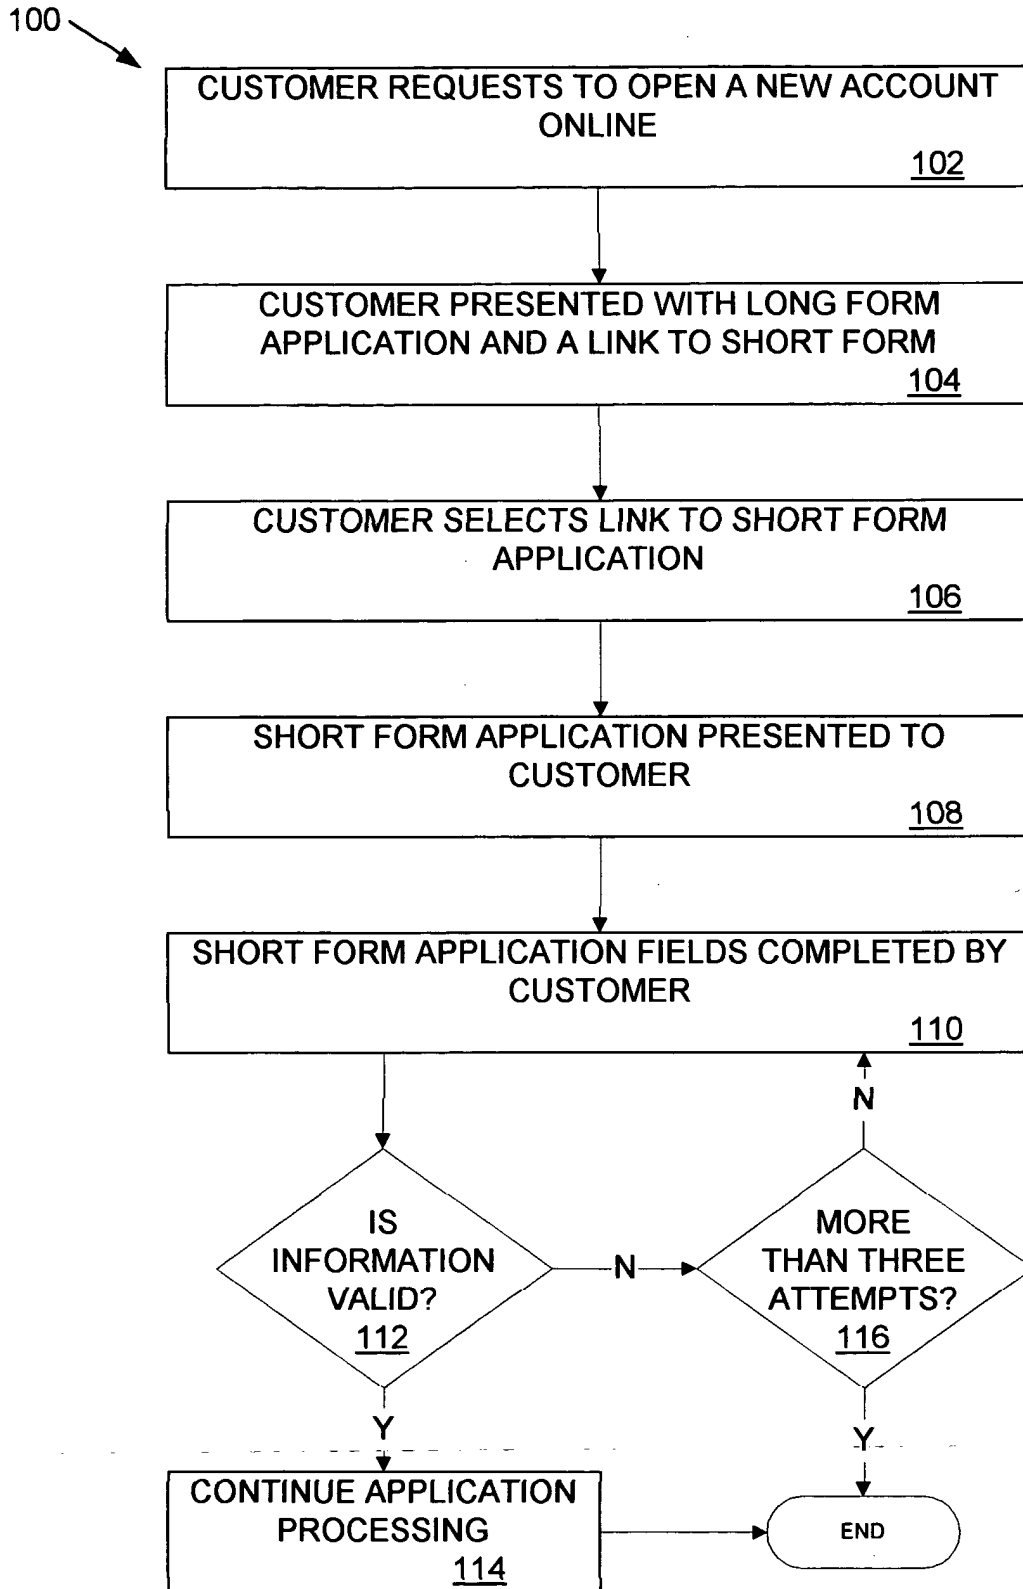 100
CUSTOMER REQUESTS TO OPEN A NEW ACCOUNT
ONLINE
102
CUSTOMER PRESENTED WITH LONG FORM
APPLICATION AND A LINK TO SHORT FORM
104
CUSTOMER SELECTS LINK TO SHORT FORM
APPLICATION
106
SHORT FORM APPLICATION PRESENTED TO
CUSTOMER
108
SHORT FORM APPLICATION FIELDS COMPLETED BY
CUSTOMER
110
N
IS
INFORMATION
VALID?
112
N
MORE
THAN THREE
ATTEMPTS?
116
Y
Y
CONTINUE APPLICATION
PROCESSING
114
END